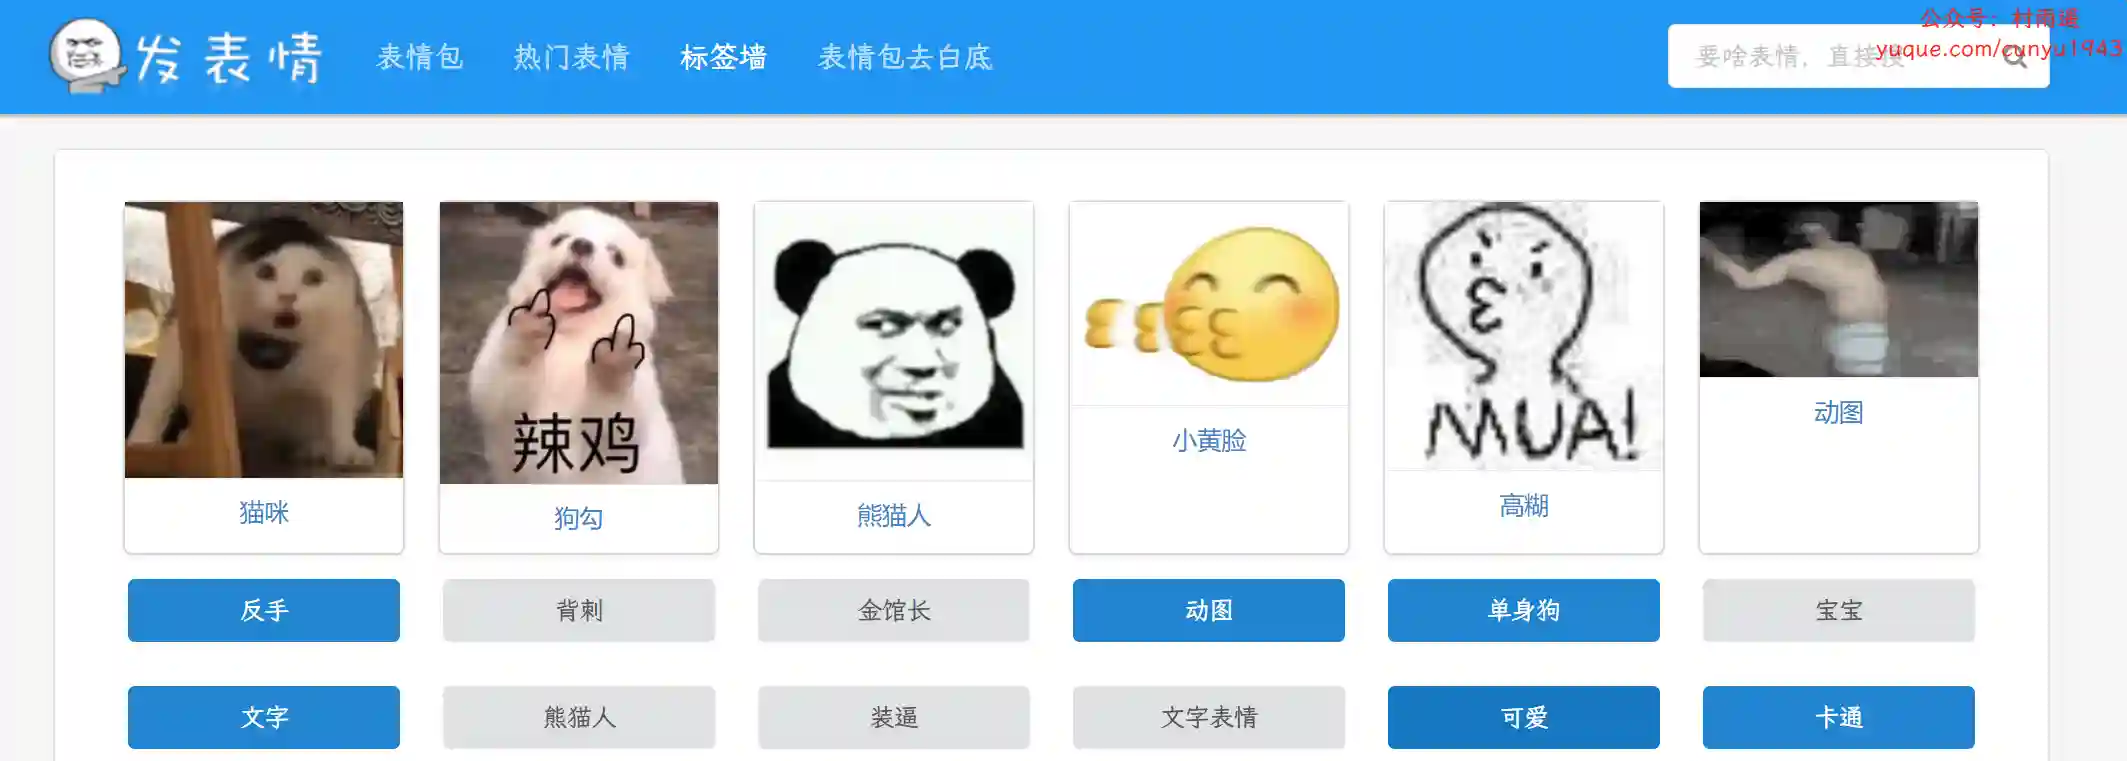 公众号：村雨遥
发表情 表情包 热门表情 标签墙 表情包去白底 要啥表情，直接搜
yuque.com/cunyu1943
辣鸡
MUA!
猫咪 狗勾 熊猫人 小黄脸 高糊 动图
反手 背刺 金馆长 动图 单身狗 宝宝
文字 熊猫人 装逼 文字表情 可爱 卡通